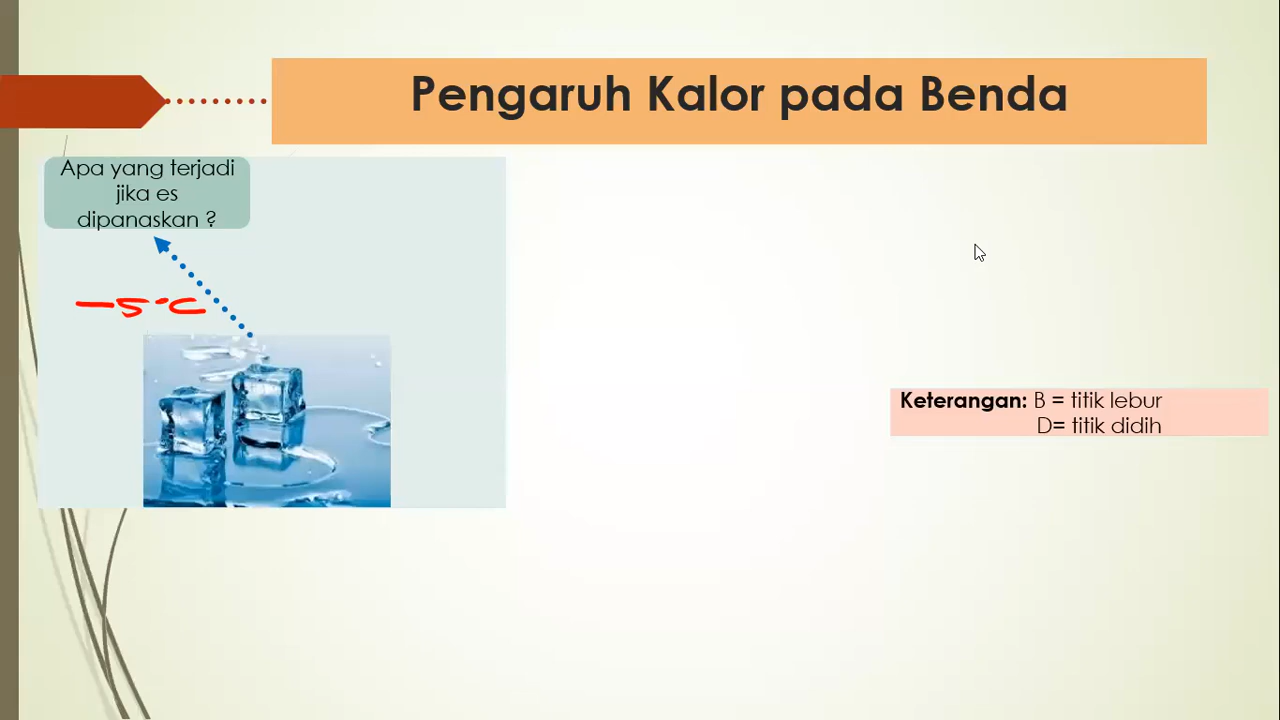 Pengaruh Kalor pada Benda
Apa yang terjadi
jika es
dipanaskan ?
-5°C
Keterangan: B = titik lebur
D= titik didih